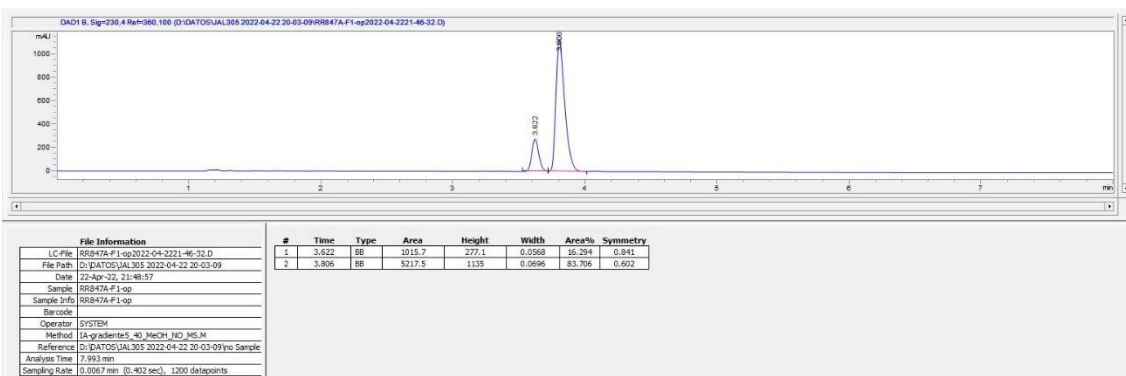 DAD1 B, Sig=230,4 Ref=360,100 (D:\DATOS\JAL305 2022-04-22 20-03-09\RR847A-F1-op2022-04-2221-46-32.D)
mAU
1000
800
600
400
200
0
3.622
3.806
1 2 3 4 5 6 7 min
File Information
LC-File RR847A-F1-op2022-04-2221-46-32.D
File Path D:\DATOS\JAL305 2022-04-22 20-03-09
Date 22-Apr-22, 21:48:57
Sample RR847A-F1-op
Sample Info RR847A-F1-op
Barcode
Operator SYSTEM
Method IA-gradiente5_40_MeOH_NO_MS.M
Reference D:\DATOS\JAL305 2022-04-22 20-03-09\no Sample
Analysis Time 7.993 min
Sampling Rate 0.0067 min (0.402 sec), 1200 datapoints
# Time Type Area Height Width Area% Symmetry
1 3.622 BB 1015.7 277.1 0.0568 16.294 0.841
2 3.806 BB 5217.5 1135 0.0696 83.706 0.602